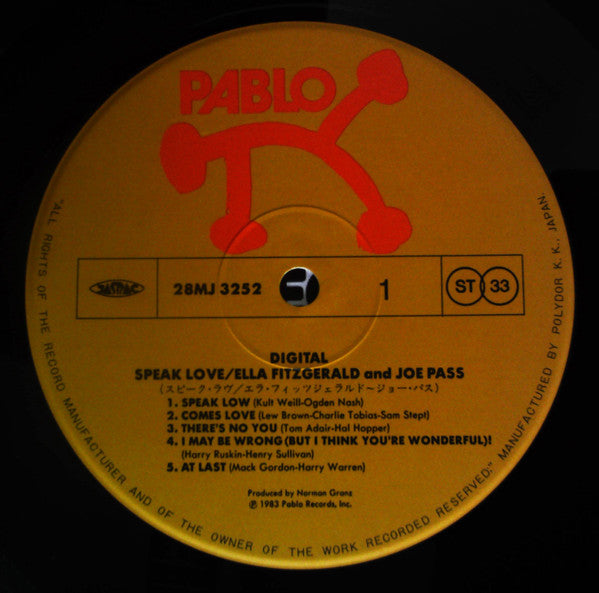 PABLO
JASRAC
28MJ 3252
1
ST 33
DIGITAL
SPEAK LOVE/ELLA FITZGERALD and JOE PASS
(スピーク・ラヴ/エラ・フィッツジェラルド〜ジョー・パス)
1. SPEAK LOW (Kult Weill-Ogden Nash)
2. COMES LOVE (Lew Brown-Charlie Tobias-Sam Stept)
3. THERE'S NO YOU (Tom Adair-Hal Hopper)
4. I MAY BE WRONG (BUT I THINK YOU'RE WONDERFUL)!
(Harry Ruskin-Henry Sullivan)
5. AT LAST (Mack Gordon-Harry Warren)
Produced by Norman Granz
℗ 1983 Pablo Records, Inc.
"ALL RIGHTS OF THE RECORD MANUFACTURER AND OF THE OWNER OF THE WORK RECORDED RESERVED." MANUFACTURED BY POLYDOR K. K., JAPAN.